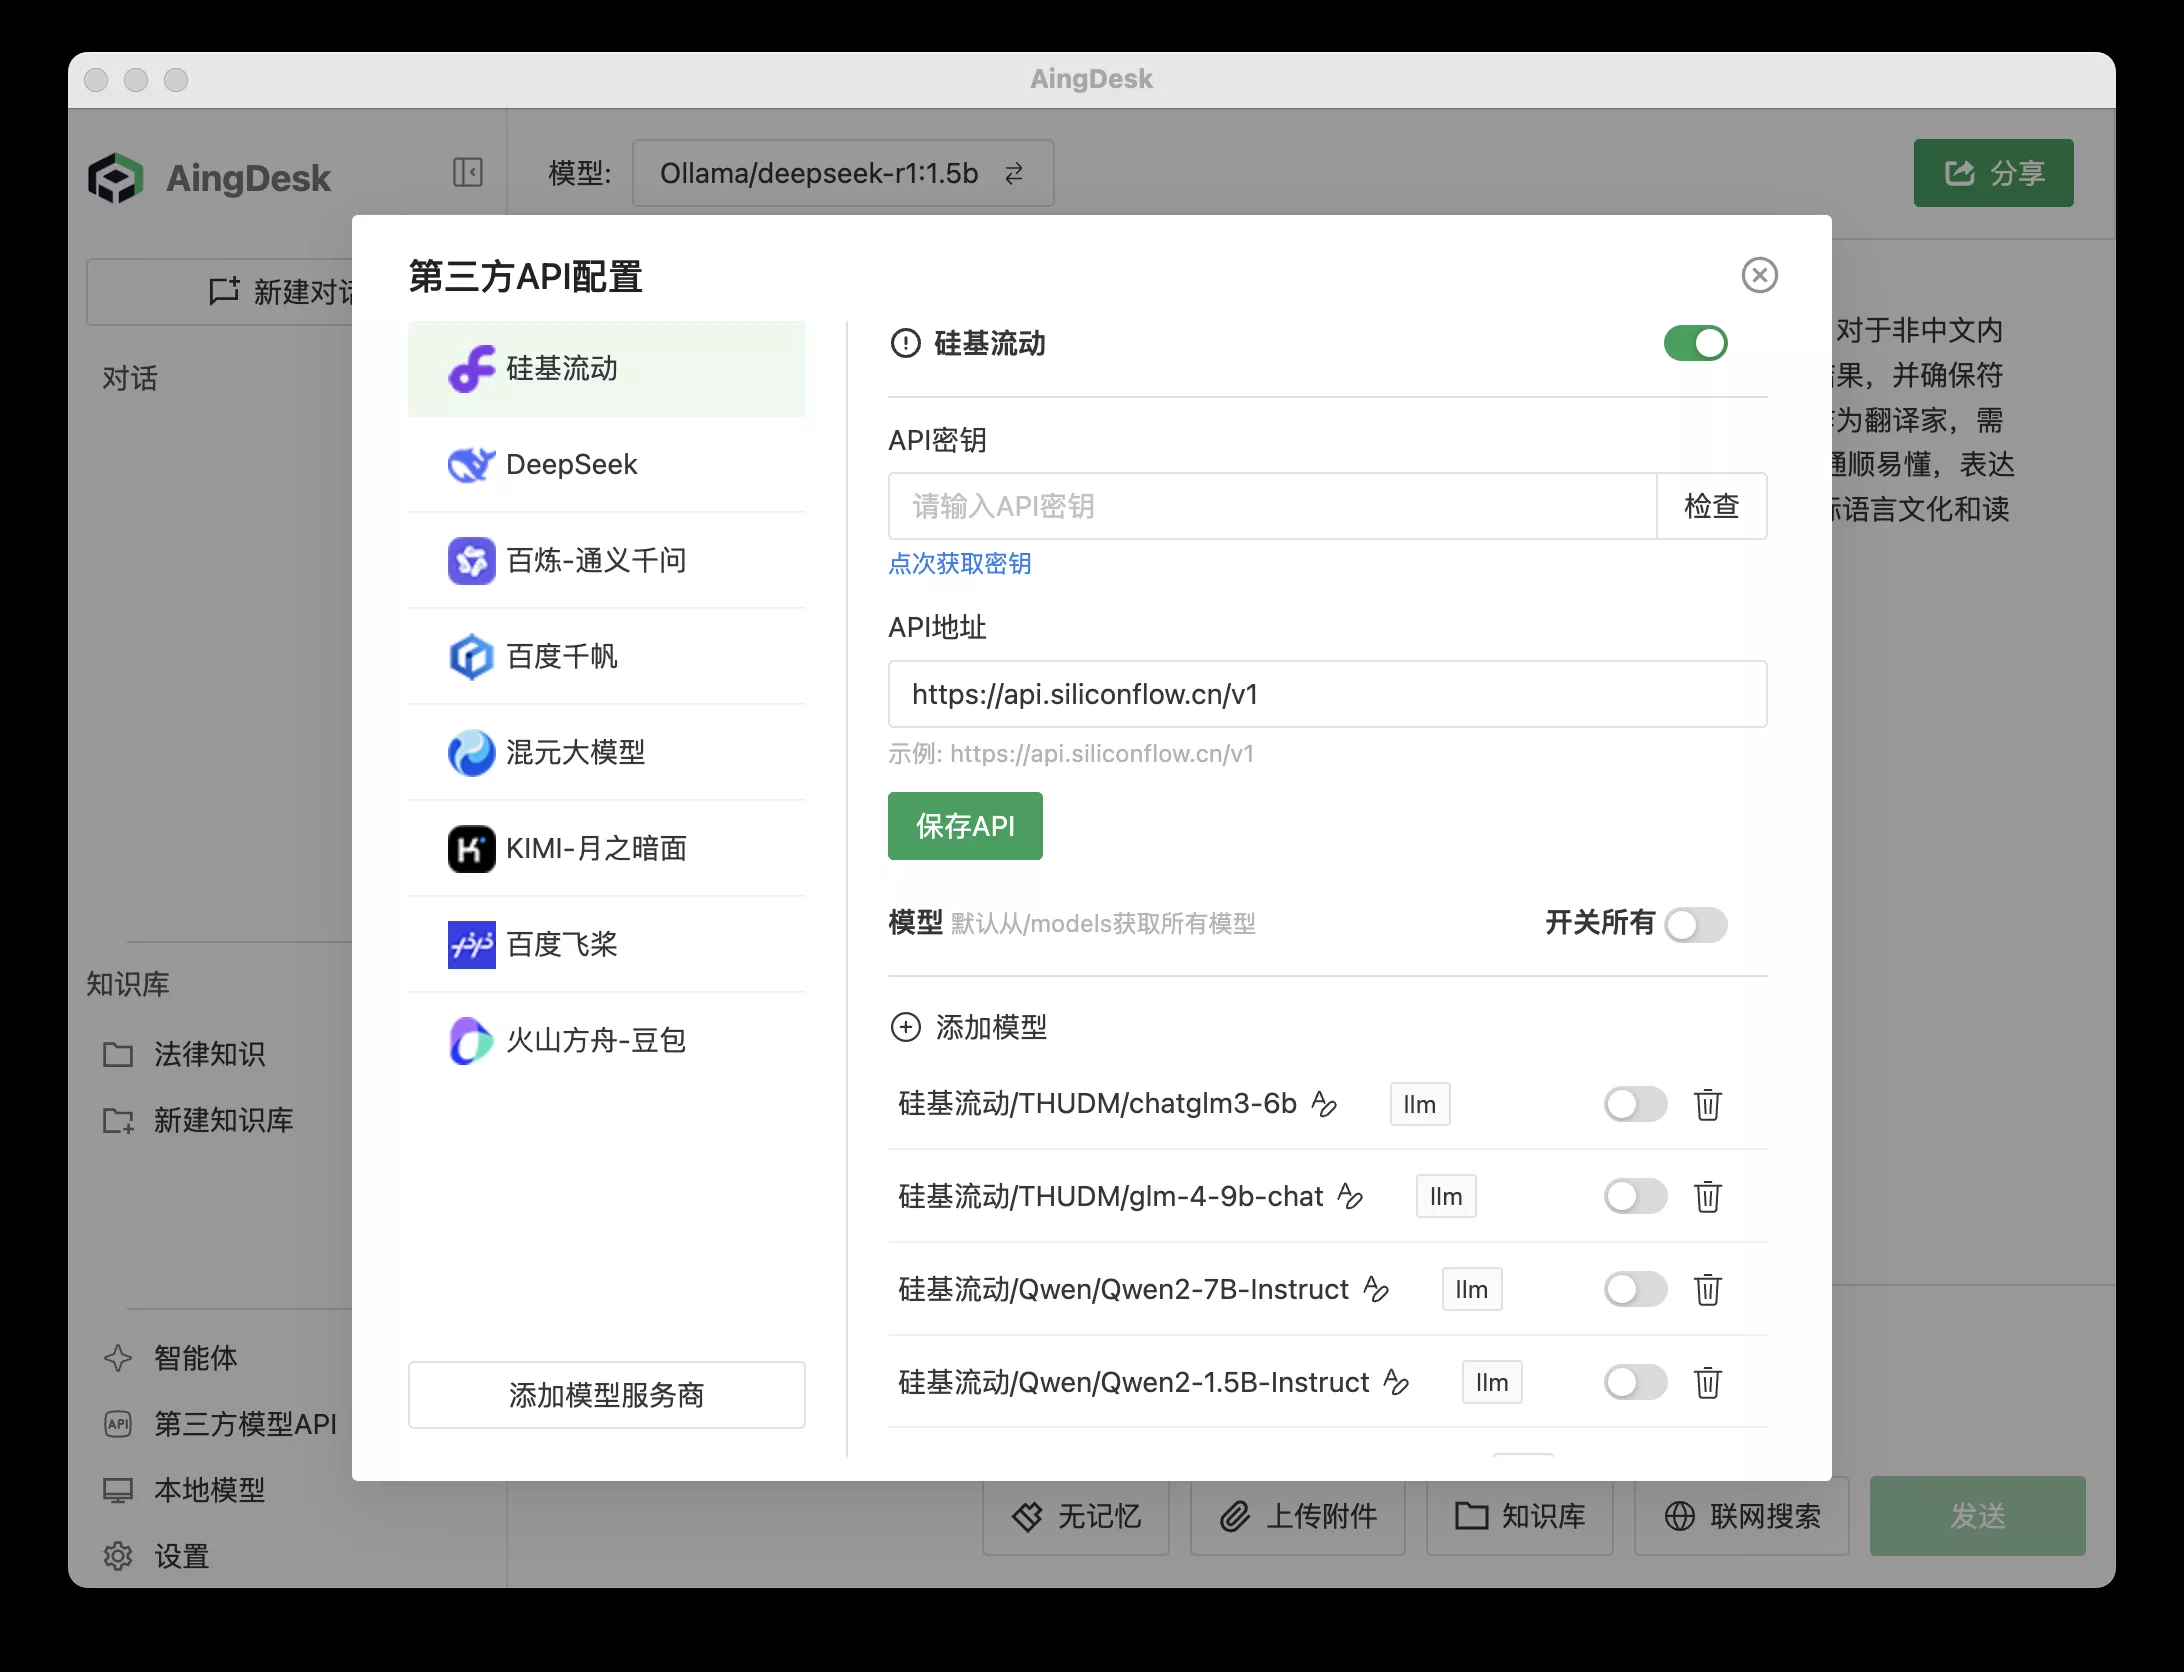 AingDesk
AingDesk
模型:
Ollama/deepseek-r1:1.5b
分享
新建对话
对话
知识库
法律知识
新建知识库
智能体
API
第三方模型API
本地模型
设置
第三方API配置
硅基流动
DeepSeek
百炼-通义千问
百度千帆
混元大模型
KIMI-月之暗面
百度飞桨
火山方舟-豆包
添加模型服务商
硅基流动
API密钥
请输入API密钥
检查
点次获取密钥
API地址
https://api.siliconflow.cn/v1
示例: https://api.siliconflow.cn/v1
保存API
模型 默认从/models获取所有模型
开关所有
添加模型
硅基流动/THUDM/chatglm3-6b
llm
硅基流动/THUDM/glm-4-9b-chat
llm
硅基流动/Qwen/Qwen2-7B-Instruct
llm
硅基流动/Qwen/Qwen2-1.5B-Instruct
llm
对于非中文内
果，并确保符
为翻译家，需
通顺易懂，表达
语言文化和读
无记忆
上传附件
知识库
联网搜索
发送